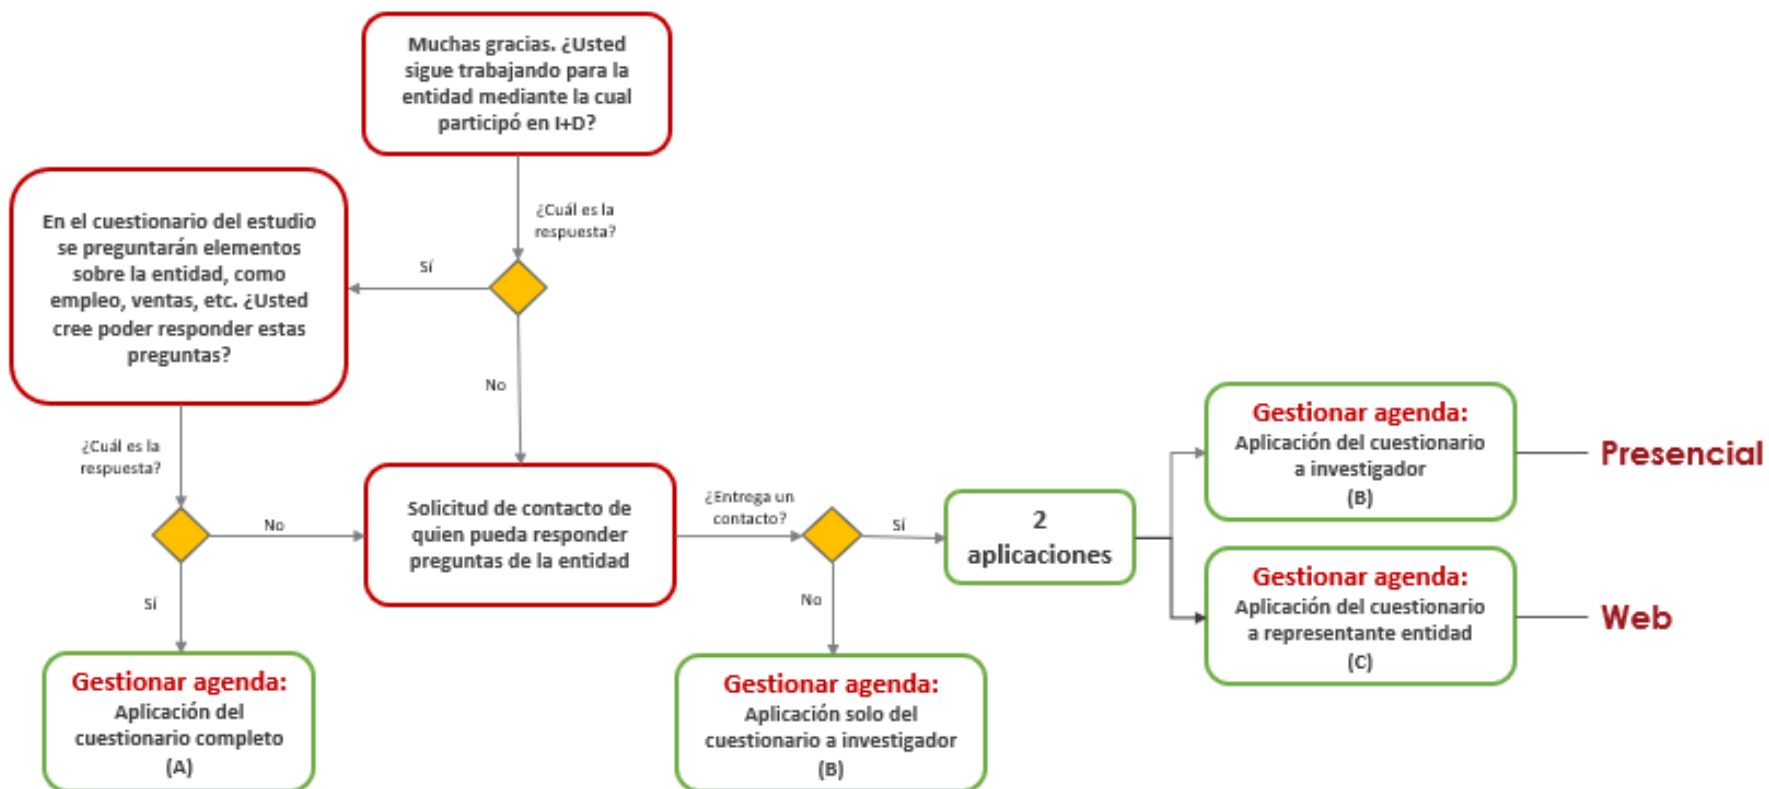 Muchas gracias. ¿Usted
sigue trabajando para la
entidad mediante la cual
participó en I+D?
¿Cuál es la
respuesta?
Sí
No
En el cuestionario del estudio
se preguntarán elementos
sobre la entidad, como
empleo, ventas, etc. ¿Usted
cree poder responder estas
preguntas?
¿Cuál es la
respuesta?
No
Sí
Gestionar agenda:
Aplicación del
cuestionario completo
(A)
Solicitud de contacto de
quien pueda responder
preguntas de la entidad
¿Entrega un
contacto?
Sí
No
Gestionar agenda:
Aplicación solo del
cuestionario a investigador
(B)
2
aplicaciones
Gestionar agenda:
Aplicación del cuestionario
a investigador
(B)
Presencial
Gestionar agenda:
Aplicación del cuestionario
a representante entidad
(C)
Web